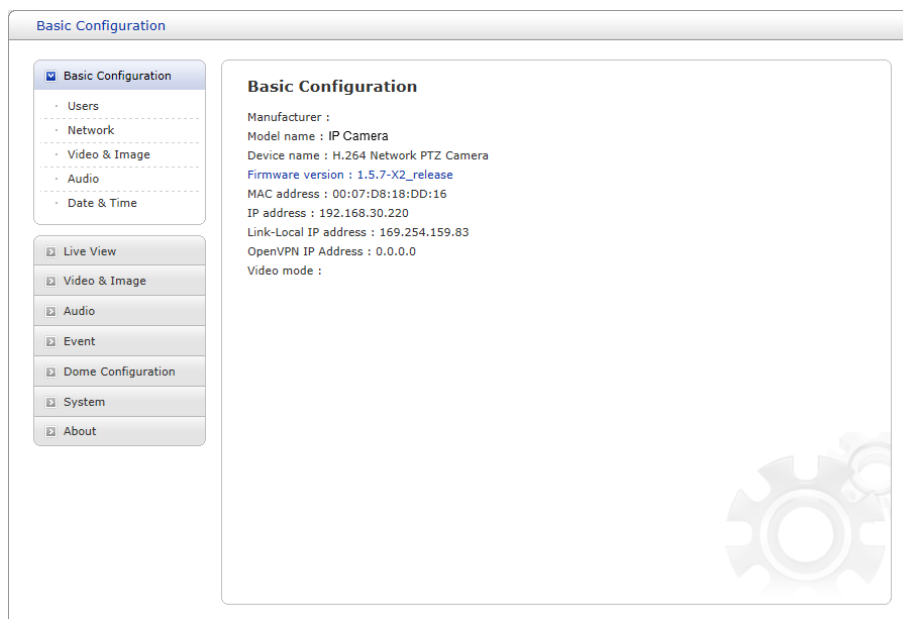 Basic Configuration
Basic Configuration
Users
Network
Video & Image
Audio
Date & Time
Live View
Video & Image
Audio
Event
Dome Configuration
System
About
Basic Configuration
Manufacturer :
Model name : IP Camera
Device name : H.264 Network PTZ Camera
Firmware version : 1.5.7-X2_release
MAC address : 00:07:D8:18:DD:16
IP address : 192.168.30.220
Link-Local IP address : 169.254.159.83
OpenVPN IP Address : 0.0.0.0
Video mode :